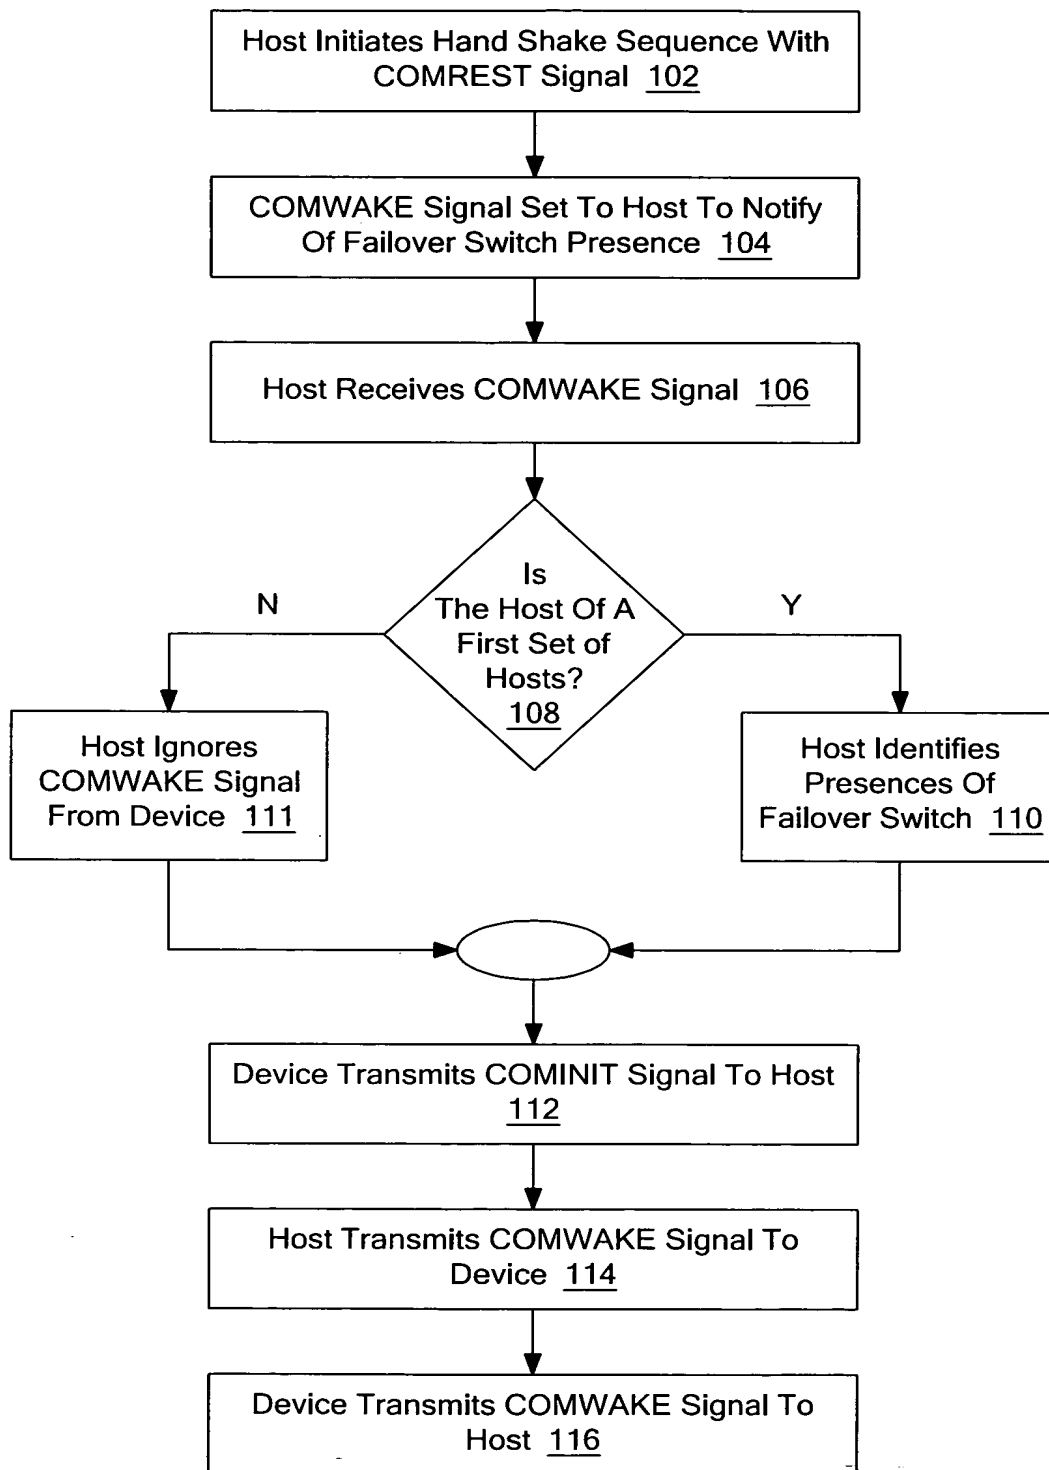 Host Initiates Hand Shake Sequence With
COMREST Signal 102
COMWAKE Signal Set To Host To Notify
Of Failover Switch Presence 104
Host Receives COMWAKE Signal 106
Is
The Host Of A
First Set of
Hosts?
108
N
Y
Host Ignores
COMWAKE Signal
From Device 111
Host Identifies
Presences Of
Failover Switch 110
Device Transmits COMINIT Signal To Host
112
Host Transmits COMWAKE Signal To
Device 114
Device Transmits COMWAKE Signal To
Host 116